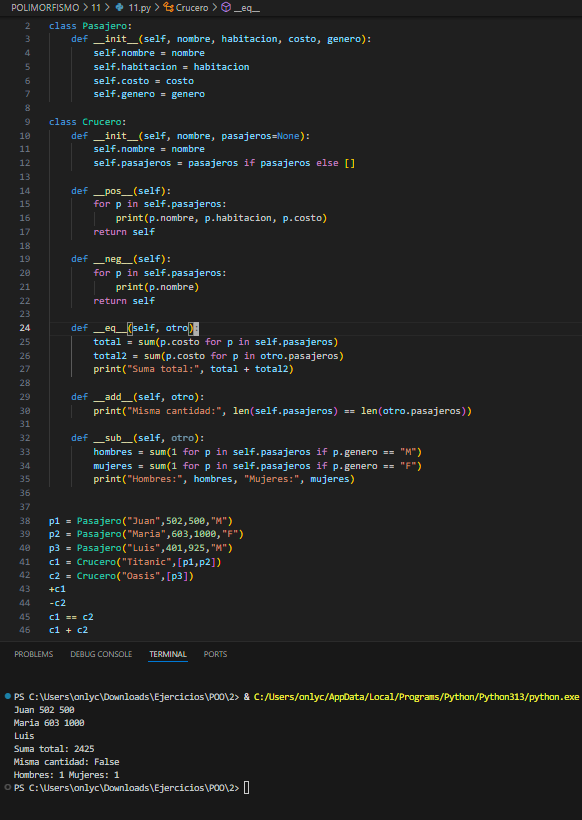 POLIMORFISMO > 11 > 11.py > Crucero > __eq__
2 class Pasajero:
3     def __init__(self, nombre, habitacion, costo, genero):
4         self.nombre = nombre
5         self.habitacion = habitacion
6         self.costo = costo
7         self.genero = genero
8
9 class Crucero:
10     def __init__(self, nombre, pasajeros=None):
11         self.nombre = nombre
12         self.pasajeros = pasajeros if pasajeros else []
13
14     def __pos__(self):
15         for p in self.pasajeros:
16             print(p.nombre, p.habitacion, p.costo)
17         return self
18
19     def __neg__(self):
20         for p in self.pasajeros:
21             print(p.nombre)
22         return self
23
24     def __eq__(self, otro):
25         total = sum(p.costo for p in self.pasajeros)
26         total2 = sum(p.costo for p in otro.pasajeros)
27         print("Suma total:", total + total2)
28
29     def __add__(self, otro):
30         print("Misma cantidad:", len(self.pasajeros) == len(otro.pasajeros))
31
32     def __sub__(self, otro):
33         hombres = sum(1 for p in self.pasajeros if p.genero == "M")
34         mujeres = sum(1 for p in self.pasajeros if p.genero == "F")
35         print("Hombres:", hombres, "Mujeres:", mujeres)
36
37
38 p1 = Pasajero("Juan",502,500,"M")
39 p2 = Pasajero("Maria",603,1000,"F")
40 p3 = Pasajero("Luis",401,925,"M")
41 c1 = Crucero("Titanic",[p1,p2])
42 c2 = Crucero("Oasis",[p3])
43 +c1
44 -c2
45 c1 == c2
46 c1 + c2
PROBLEMS DEBUG CONSOLE TERMINAL PORTS
PS C:\Users\onlyc\Downloads\Ejercicios\POO\2> & C:/Users/onlyc/AppData/Local/Programs/Python/Python313/python.exe
Juan 502 500
Maria 603 1000
Luis
Suma total: 2425
Misma cantidad: False
Hombres: 1 Mujeres: 1
PS C:\Users\onlyc\Downloads\Ejercicios\POO\2>